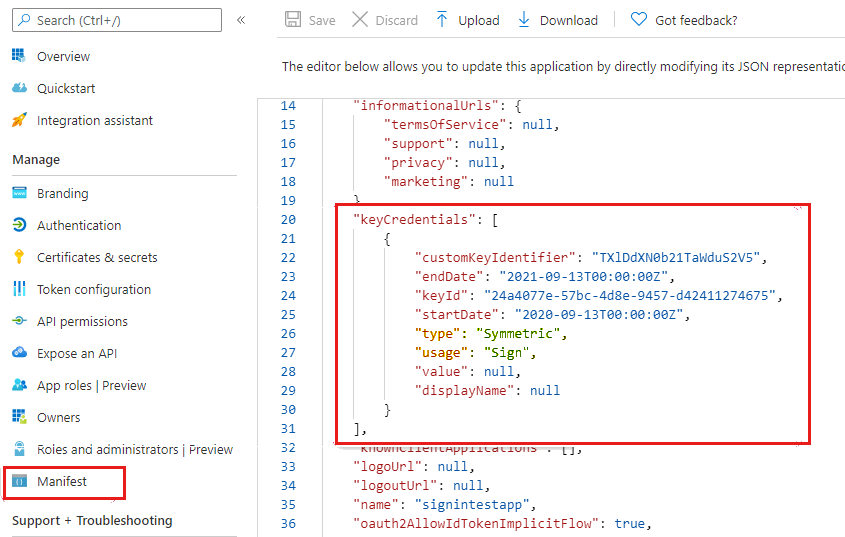 Search (Ctrl+/)
«
Save
Discard
Upload
Download
Got feedback?
Overview
Quickstart
Integration assistant
Manage
Branding
Authentication
Certificates & secrets
Token configuration
API permissions
Expose an API
App roles | Preview
Owners
Roles and administrators | Preview
Manifest
Support + Troubleshooting
The editor below allows you to update this application by directly modifying its JSON
14 "informationalUrls": {
15 "termsOfService": null,
16 "support": null,
17 "privacy": null,
18 "marketing": null
19 }
20 "keyCredentials": [
21 {
22 "customKeyIdentifier": "TXlDdXN0b21TaWduS2V5",
23 "endDate": "2021-09-13T00:00:00Z",
24 "keyId": "24a4077e-57bc-4d8e-9457-d42411274675",
25 "startDate": "2020-09-13T00:00:00Z",
26 "type": "Symmetric",
27 "usage": "Sign",
28 "value": null,
29 "displayName": null
30 }
31 ],
32 "knownClientApplications": [],
33 "logoUrl": null,
34 "logoutUrl": null,
35 "name": "signintestapp",
36 "oauth2AllowIdTokenImplicitFlow": true,